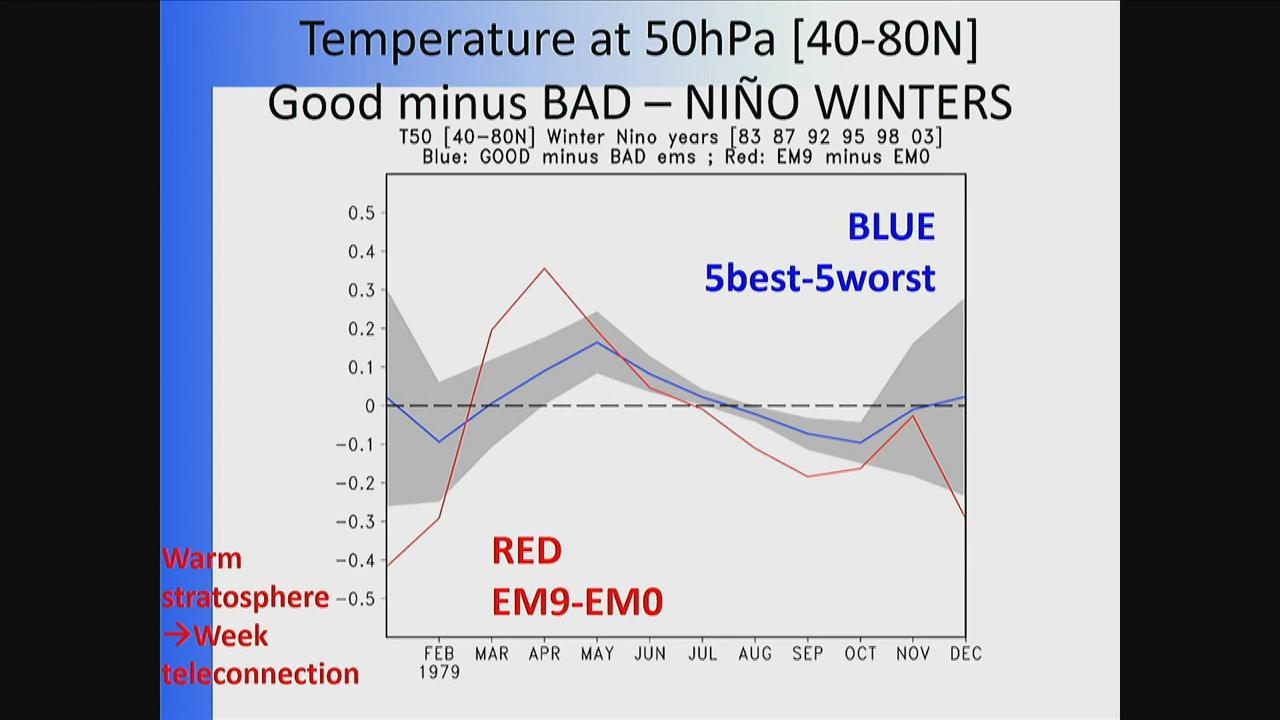 Temperature at 50hPa [40-80N]
Good minus BAD – NIÑO WINTERS
T50 [40-80N] Winter Nino years [83 87 92 95 98 03]
Blue: GOOD minus BAD ems ; Red: EM9 minus EM0
BLUE
5best-5worst
0.5
0.4
0.3
0.2
0.1
0
-0.1
-0.2
-0.3
-0.4
-0.5
RED
EM9-EM0
Warm
stratosphere
→Week
teleconnection
FEB MAR APR MAY JUN JUL AUG SEP OCT NOV DEC
1979